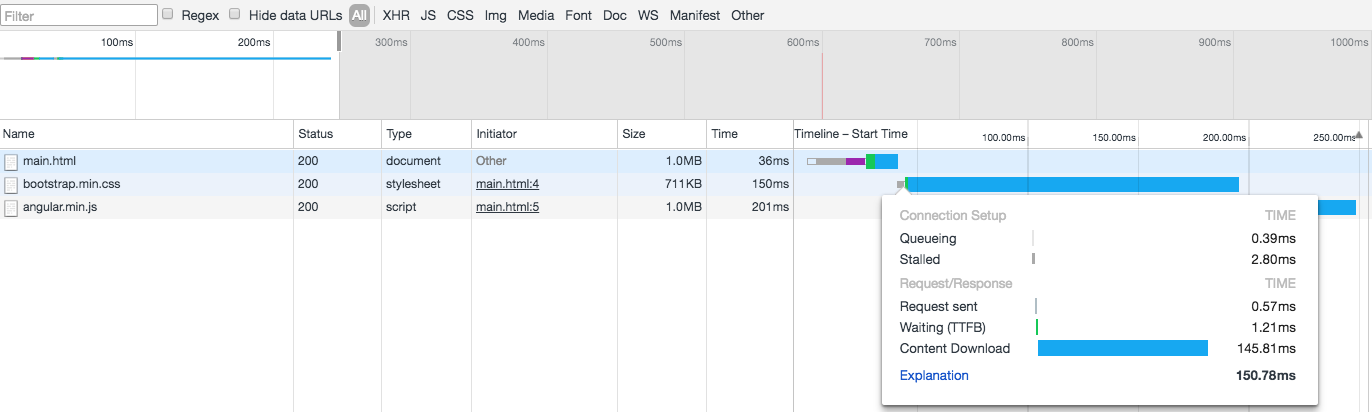 Filter Regex Hide data URLs All XHR JS CSS Img Media Font Doc WS Manifest Other
100ms 200ms 300ms 400ms 500ms 600ms 700ms 800ms 900ms 1000ms
Name Status Type Initiator Size Time Timeline – Start Time 100.00ms 150.00ms 200.00ms 250.00ms
main.html 200 document Other 1.0MB 36ms
bootstrap.min.css 200 stylesheet main.html:4 711KB 150ms
angular.min.js 200 script main.html:5 1.0MB 201ms
Connection Setup TIME
Queueing 0.39ms
Stalled 2.80ms
Request/Response TIME
Request sent 0.57ms
Waiting (TTFB) 1.21ms
Content Download 145.81ms
Explanation 150.78ms